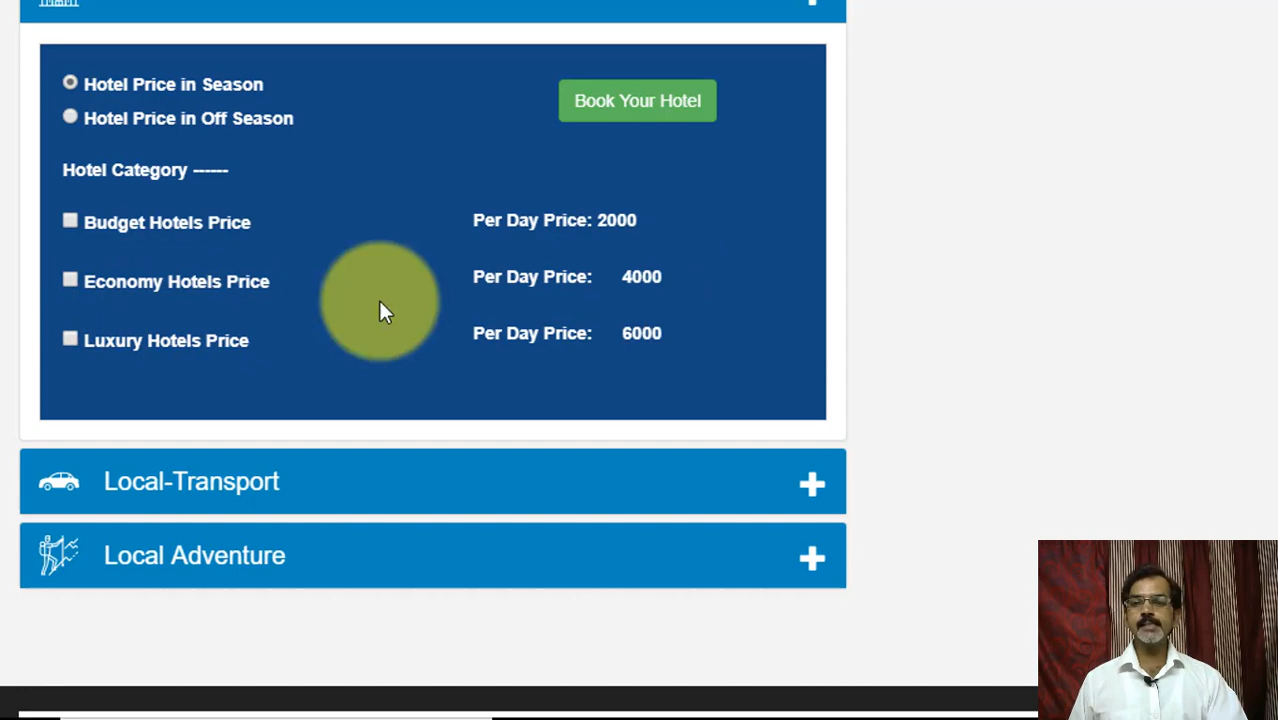 Hotel Price in Season
Book Your Hotel
Hotel Price in Off Season
Hotel Category ------
Budget Hotels Price
Per Day Price: 2000
Economy Hotels Price
Per Day Price: 4000
Luxury Hotels Price
Per Day Price: 6000
Local-Transport
Local Adventure